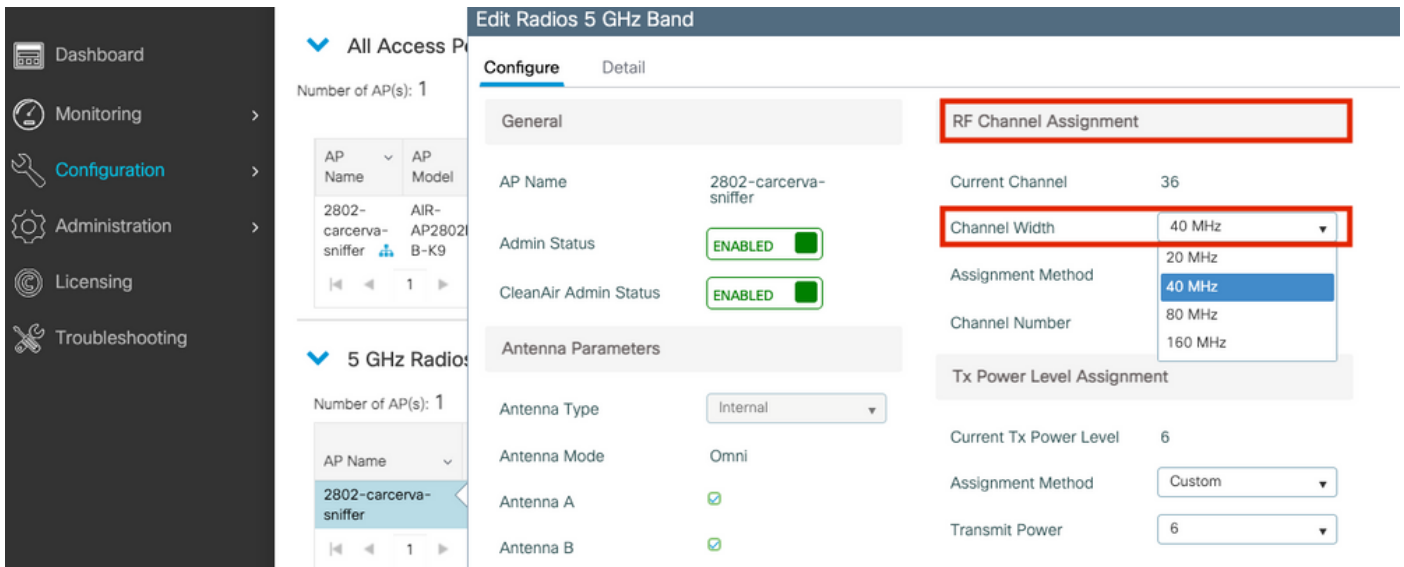 Dashboard
Monitoring
Configuration
Administration
Licensing
Troubleshooting
All Access P
Number of AP(s): 1
AP Name
AP Model
2802-carcerva-sniffer
AIR-AP2802
B-K9
1
5 GHz Radios
Number of AP(s): 1
AP Name
2802-carcerva-
sniffer
1
Edit Radios 5 GHz Band
Configure
Detail
General
AP Name
2802-carcerva-
sniffer
Admin Status
ENABLED
CleanAir Admin Status
ENABLED
Antenna Parameters
Antenna Type
Internal
Antenna Mode
Omni
Antenna A
Antenna B
RF Channel Assignment
Current Channel
36
Channel Width
40 MHz
20 MHz
40 MHz
80 MHz
160 MHz
Assignment Method
Channel Number
Tx Power Level Assignment
Current Tx Power Level
6
Assignment Method
Custom
Transmit Power
6